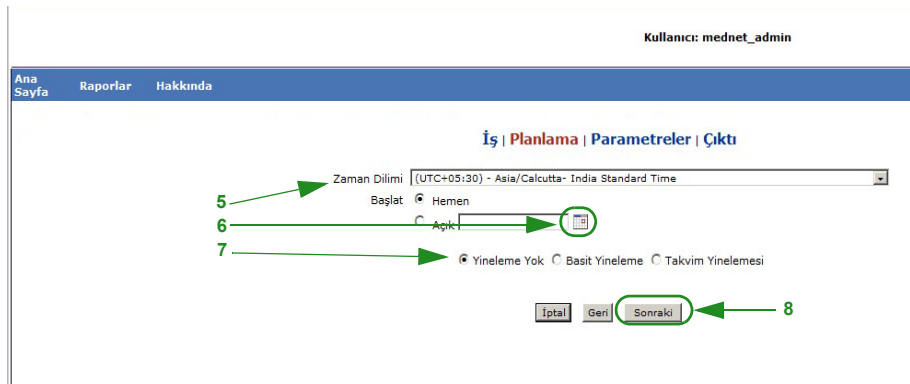 Kullanıcı: mednet_admin
Ana Sayfa Raporlar Hakkında
İş | Planlama | Parametreler | Çıktı
Zaman Dilimi (UTC+05:30) - Asia/Calcutta- India Standard Time
5
Başlat Hemen
6 Açık
7
Yineleme Yok Basit Yineleme Takvim Yinelemesi
İptal Geri Sonraki 8